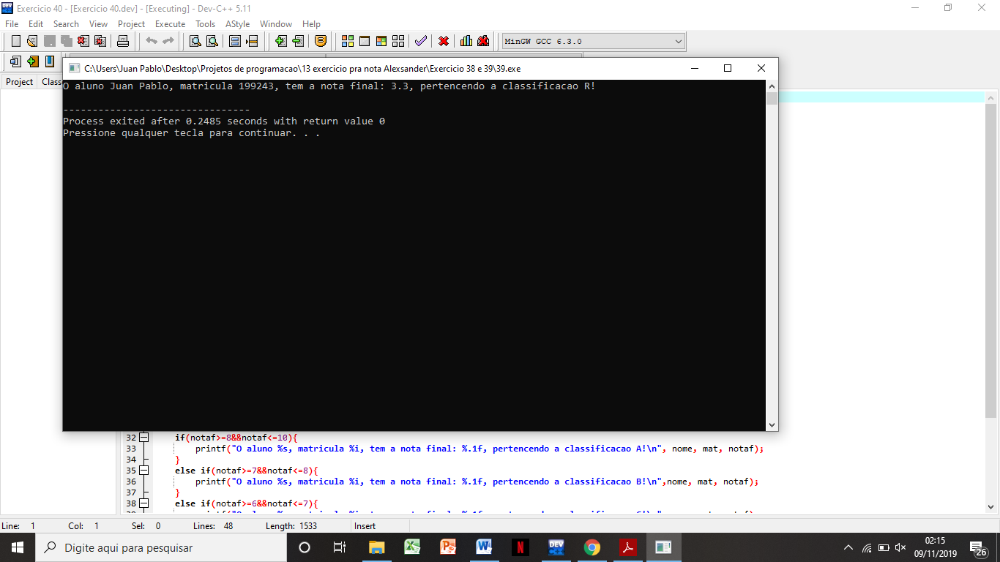 Exercicio 40 - [Exercicio 40.dev] - [Executing] - Dev-C++ 5.11
File Edit Search View Project Execute Tools AStyle Window Help
MinGW GCC 6.3.0
Project Class
C:\Users\Juan Pablo\Desktop\Projetos de programacao\13 exercicio pra nota Alexsander\Exercicio 38 e 39\39.exe
O aluno Juan Pablo, matricula 199243, tem a nota final: 3.3, pertencendo a classificacao R!
--------------------------------
Process exited after 0.2485 seconds with return value 0
Pressione qualquer tecla para continuar. . .
32 if(notaf>=8&&notaf<=10){
33 printf("O aluno %s, matricula %i, tem a nota final: %.1f, pertencendo a classificacao A!\n", nome, mat, notaf);
34 }
35 else if(notaf>=7&&notaf<=8){
36 printf("O aluno %s, matricula %i, tem a nota final: %.1f, pertencendo a classificacao B!\n",nome, mat, notaf);
37 }
38 else if(notaf>=6&&notaf<=7){
Line: 1 Col: 1 Sel: 0 Lines: 48 Length: 1533 Insert
Digite aqui para pesquisar
DEV
02:15
09/11/2019
26